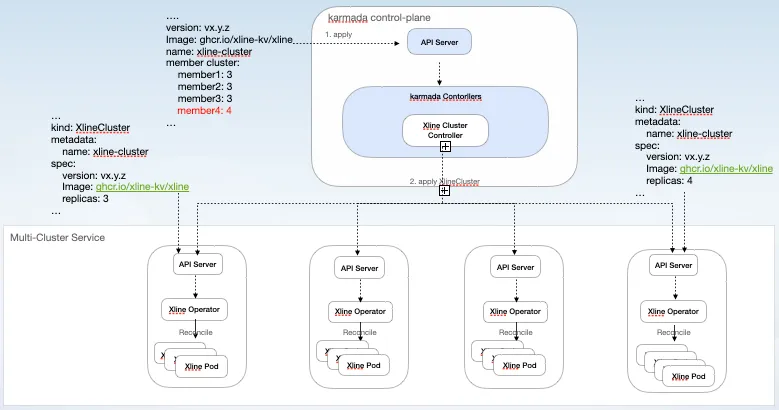 ....
version: vx.y.z
Image: ghcr.io/xline-kv/xline
name: xline-cluster
member cluster:
member1: 3
member2: 3
member3: 3
member4: 4
...
karmada control-plane
1. apply
API Server
karmada Contorllers
Xline Cluster
Controller
2. apply XlineCluster
...
kind: XlineCluster
metadata:
name: xline-cluster
spec:
version: vx.y.z
Image: ghcr.io/xline-kv/xline
replicas: 3
...
...
kind: XlineCluster
metadata:
name: xline-cluster
spec:
version: vx.y.z
Image: ghcr.io/xline-kv/xline
replicas: 4
...
Multi-Cluster Service
API Server
Xline Operator
Reconcile
Xline Pod
API Server
Xline Operator
Reconcile
Xline Pod
API Server
Xline Operator
Reconcile
Xline Pod
API Server
Xline Operator
Reconcile
Xline Pod